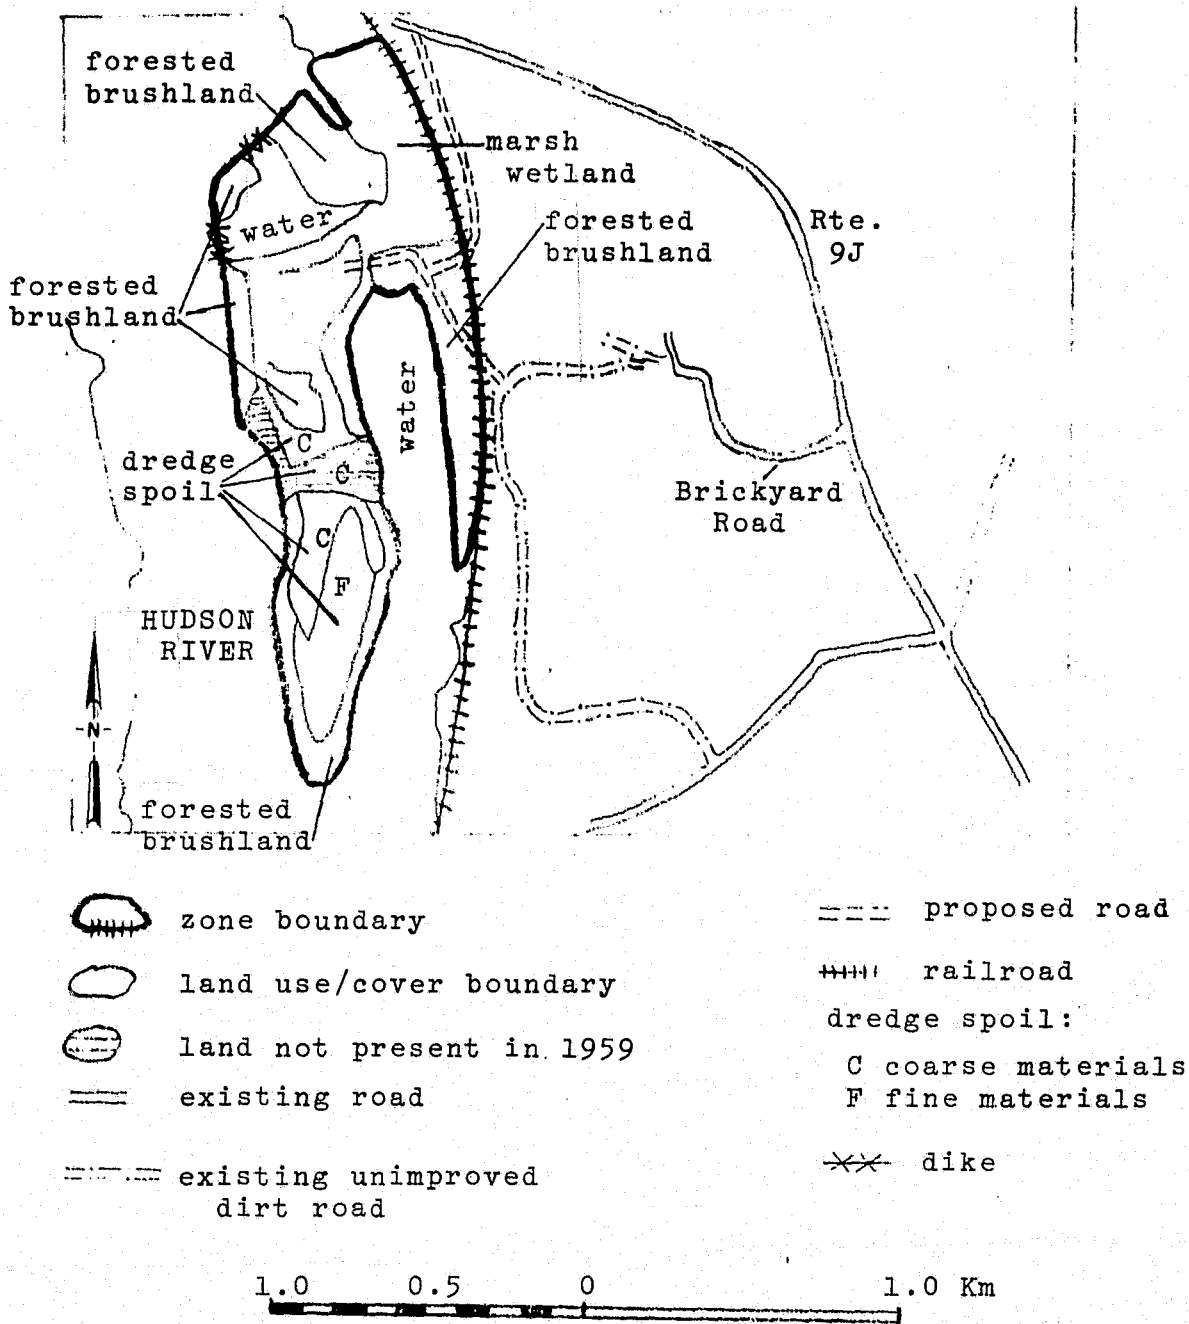 forested
brushland
marsh
wetland
forested
brushland
Rte.
9J
water
forested
brushland
water
C
dredge
spoil
C
Brickyard
Road
C
F
HUDSON
RIVER
-N-
forested
brushland
zone boundary
land use/cover boundary
land not present in 1959
existing road
existing unimproved
dirt road
proposed road
railroad
dredge spoil:
C coarse materials
F fine materials
dike
1.0 0.5 0 1.0 Km